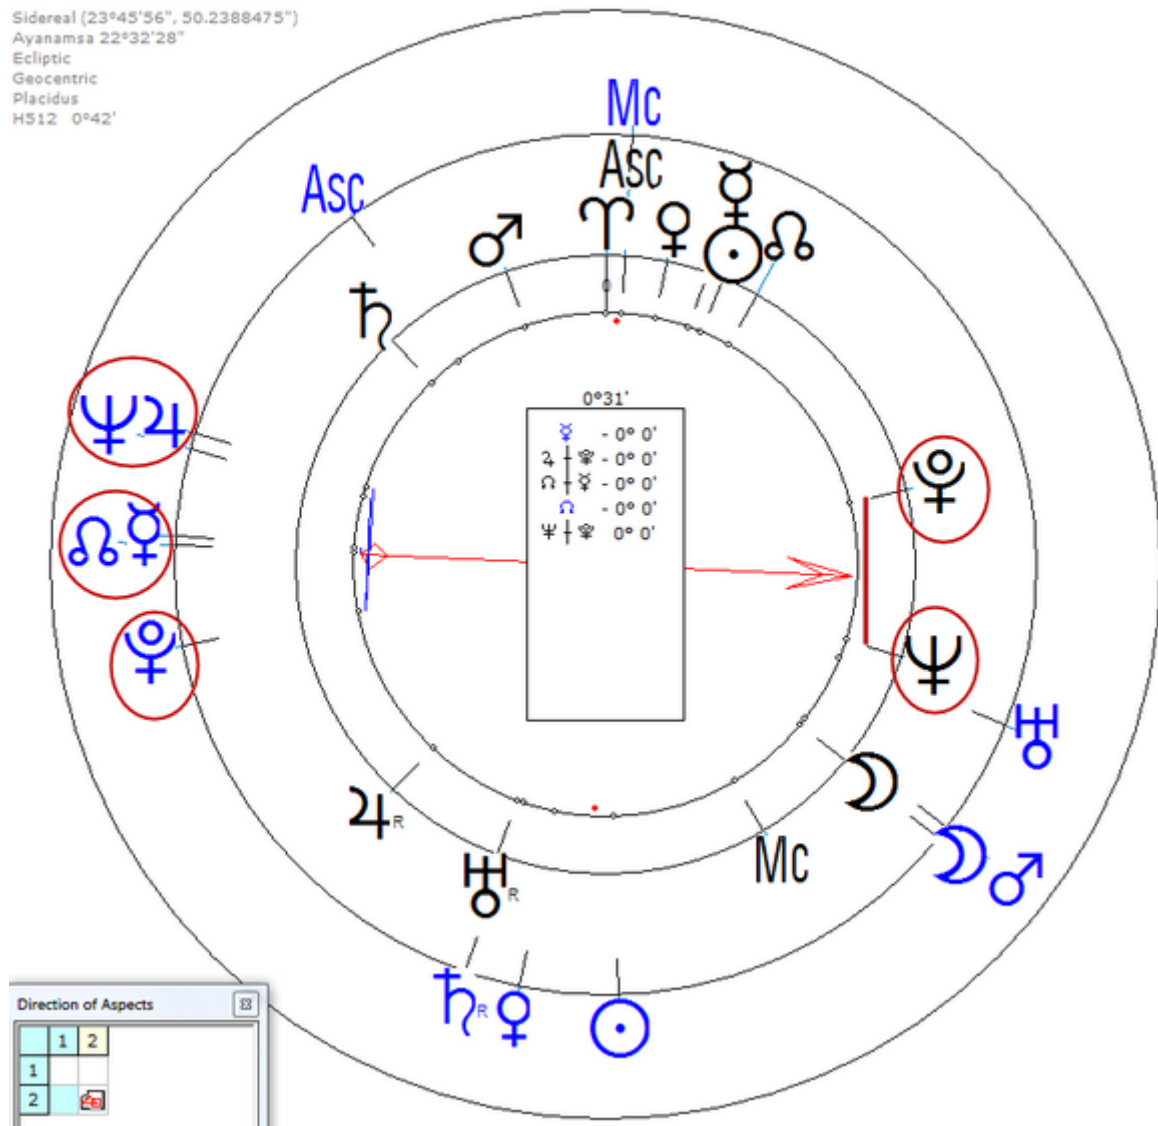 Sidereal (23°45'56", 50.2388475")
Ayanamsa 22°32'28"
Ecliptic
Geocentric
Placidus
H512 0°42'
Mc
Asc
Asc
☿
♂ ♈ ♀ ☉ ☊
0
♄
♆ ~ ♃
0°31'
☿ - 0° 0'
♃ ┼ ♆ - 0° 0'
☊ ┼ ☿ - 0° 0'
☊ - 0° 0'
♆ ┼ 0° 0'
☊ ~ ☿
♅
☽
♃ R
Mc
♅ R
☽ ♂
♄ R ♀ ☉
Direction of Aspects
1 2
1
2